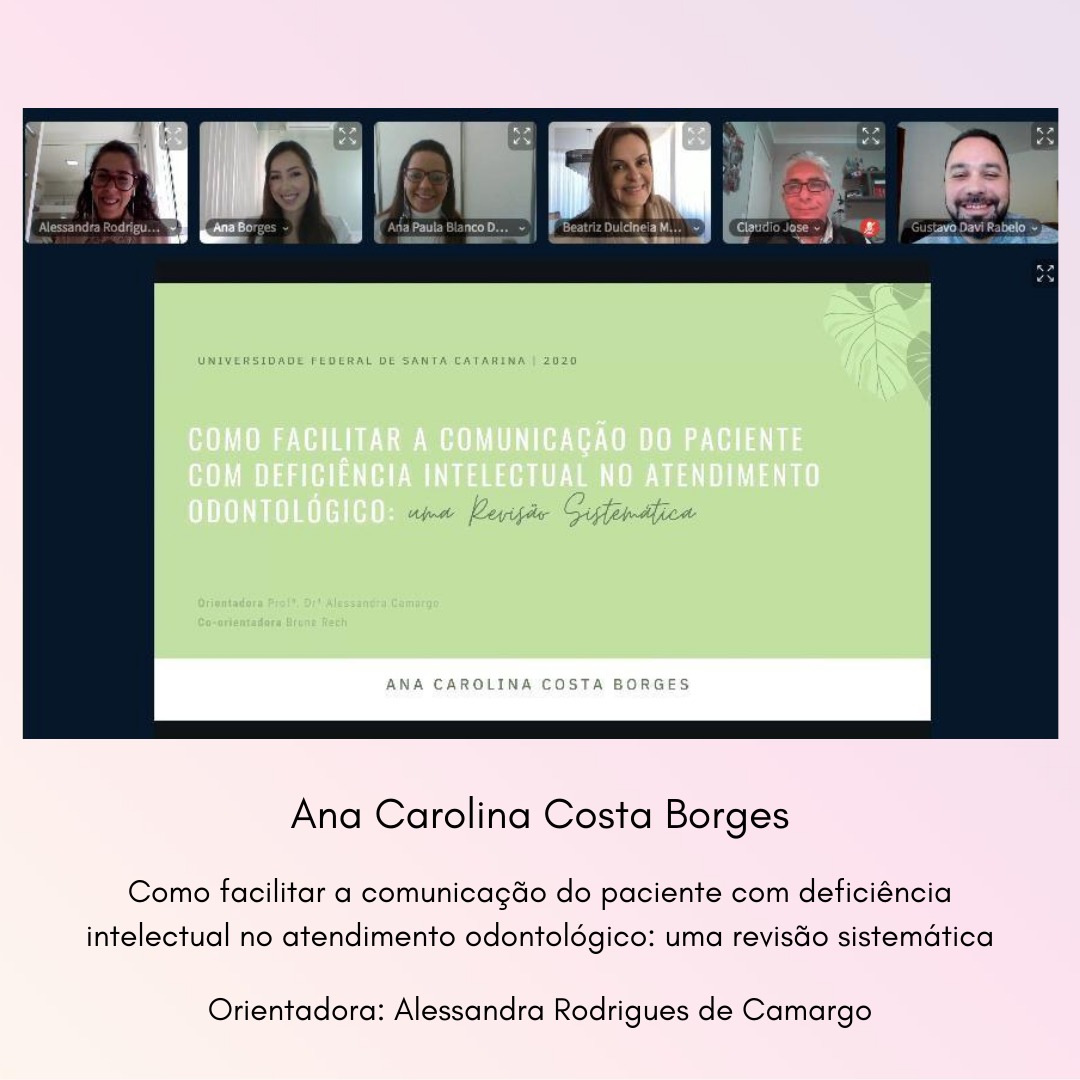 Alessandra Rodrigu...
Ana Borges
Ana Paula Blanco D...
Beatriz Dulcineia M...
Claudio Jose
Gustavo Davi Rabelo
UNIVERSIDADE FEDERAL DE SANTA CATARINA | 2020
COMO FACILITAR A COMUNICAÇÃO DO PACIENTE
COM DEFICIÊNCIA INTELECTUAL NO ATENDIMENTO
ODONTOLÓGICO: uma Revisão Sistemática
Orientadora Profª. Drª Alessandra Camargo
Co-orientadora Bruna Rech
ANA CAROLINA COSTA BORGES
Ana Carolina Costa Borges
Como facilitar a comunicação do paciente com deficiência
intelectual no atendimento odontológico: uma revisão sistemática
Orientadora: Alessandra Rodrigues de Camargo